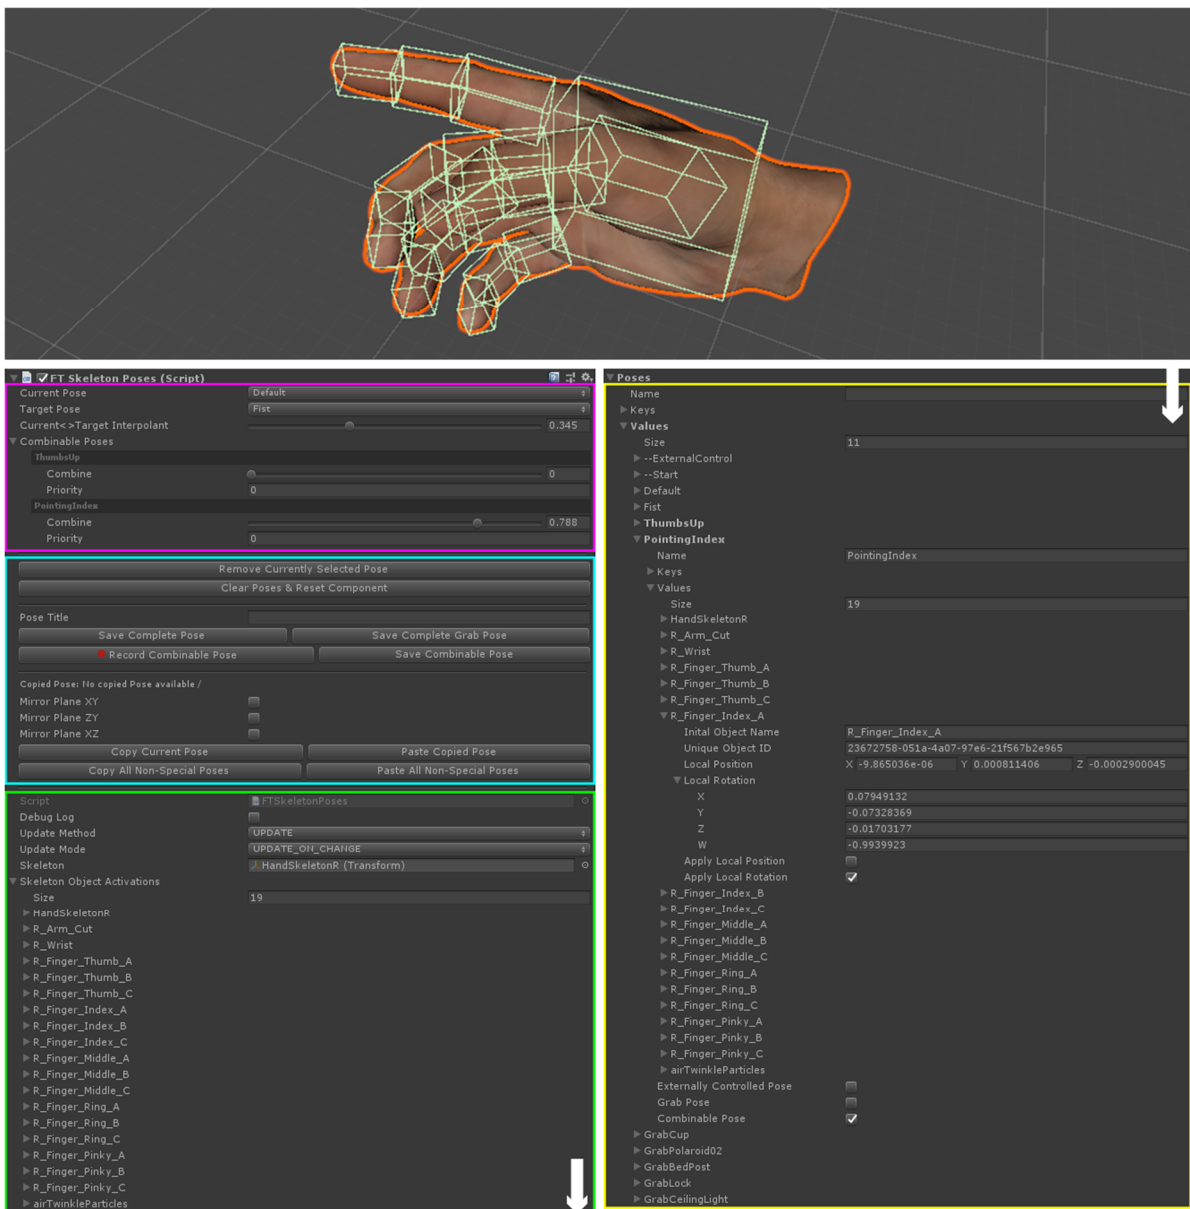 FT Skeleton Poses (Script)
Current Pose Default
Target Pose Fist
Current<>Target Interpolant 0.345
Combinable Poses
ThumbsUp
Combine 0
Priority 0
PointingIndex
Combine 0.788
Priority 0
Remove Currently Selected Pose
Clear Poses & Reset Component
Pose Title
Save Complete Pose Save Complete Grab Pose
Record Combinable Pose Save Combinable Pose
Copied Pose: No copied Pose available /
Mirror Plane XY
Mirror Plane ZY
Mirror Plane XZ
Copy Current Pose Paste Copied Pose
Copy All Non-Special Poses Paste All Non-Special Poses
Script FTSkeletonPoses
Debug Log
Update Method UPDATE
Update Mode UPDATE_ON_CHANGE
Skeleton HandSkeletonR (Transform)
Skeleton Object Activations
Size 19
HandSkeletonR
R_Arm_Cut
R_Wrist
R_Finger_Thumb_A
R_Finger_Thumb_B
R_Finger_Thumb_C
R_Finger_Index_A
R_Finger_Index_B
R_Finger_Index_C
R_Finger_Middle_A
R_Finger_Middle_B
R_Finger_Middle_C
R_Finger_Ring_A
R_Finger_Ring_B
R_Finger_Ring_C
R_Finger_Pinky_A
R_Finger_Pinky_B
R_Finger_Pinky_C
airTwinkleParticles
Poses
Name
Keys
Values
Size 11
--ExternalControl
--Start
Default
Fist
ThumbsUp
PointingIndex
Name PointingIndex
Keys
Values
Size 19
HandSkeletonR
R_Arm_Cut
R_Wrist
R_Finger_Thumb_A
R_Finger_Thumb_B
R_Finger_Thumb_C
R_Finger_Index_A
Inital Object Name R_Finger_Index_A
Unique Object ID 23672758-051a-4a07-97e6-21f567b2e965
Local Position X -9.865036e-06 Y 0.000811406 Z -0.0002900045
Local Rotation
X 0.07949132
Y -0.07328369
Z -0.01703177
W -0.9939923
Apply Local Position
Apply Local Rotation
R_Finger_Index_B
R_Finger_Index_C
R_Finger_Middle_A
R_Finger_Middle_B
R_Finger_Middle_C
R_Finger_Ring_A
R_Finger_Ring_B
R_Finger_Ring_C
R_Finger_Pinky_A
R_Finger_Pinky_B
R_Finger_Pinky_C
airTwinkleParticles
Externally Controlled Pose
Grab Pose
Combinable Pose
GrabCup
GrabPolaroid02
GrabBedPost
GrabLock
GrabCeilingLight